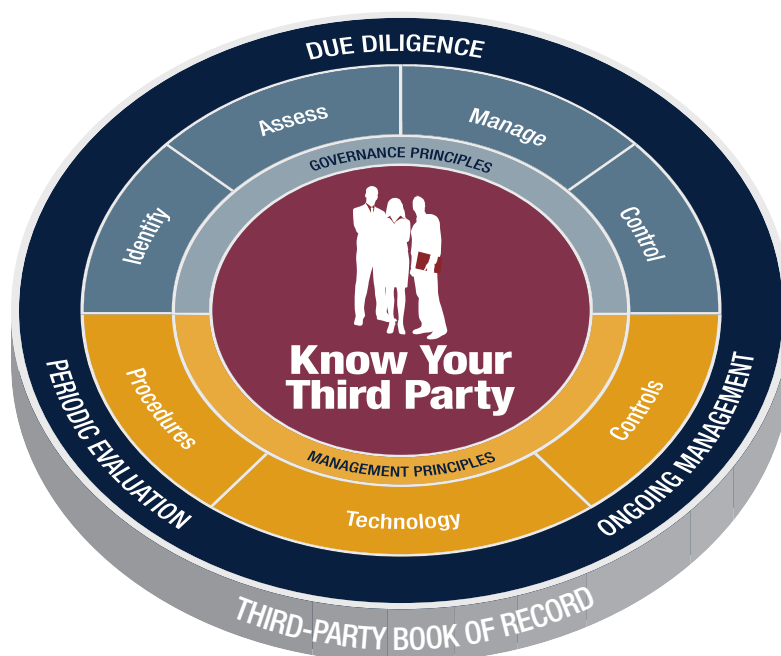 DUE DILIGENCE
Assess
Manage
GOVERNANCE PRINCIPLES
Identify
Control
Know Your
Third Party
Procedures
Controls
PERIODIC EVALUATION
ONGOING MANAGEMENT
MANAGEMENT PRINCIPLES
Technology
THIRD-PARTY BOOK OF RECORD